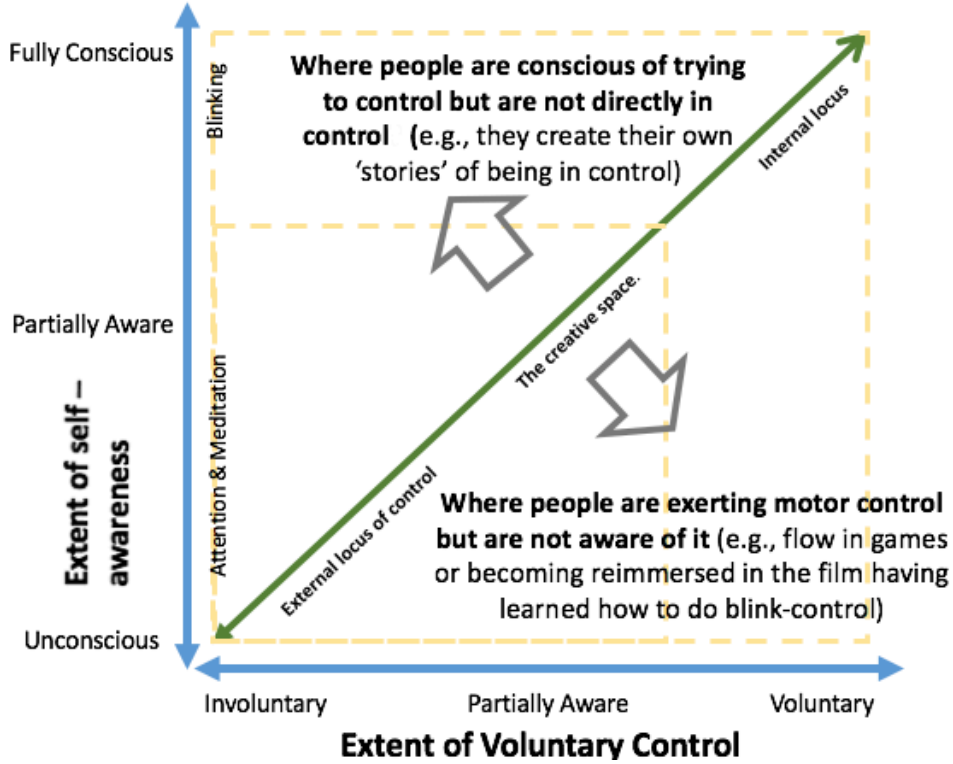 Fully Conscious
Partially Aware
Unconscious
Extent of self –
awareness
Blinking
Attention & Meditation
Where people are conscious of trying
to control but are not directly in
control (e.g., they create their own
‘stories’ of being in control)
Internal locus
The creative space.
External locus of control
Where people are exerting motor control
but are not aware of it (e.g., flow in games
or becoming reimmersed in the film having
learned how to do blink-control)
Involuntary
Partially Aware
Voluntary
Extent of Voluntary Control